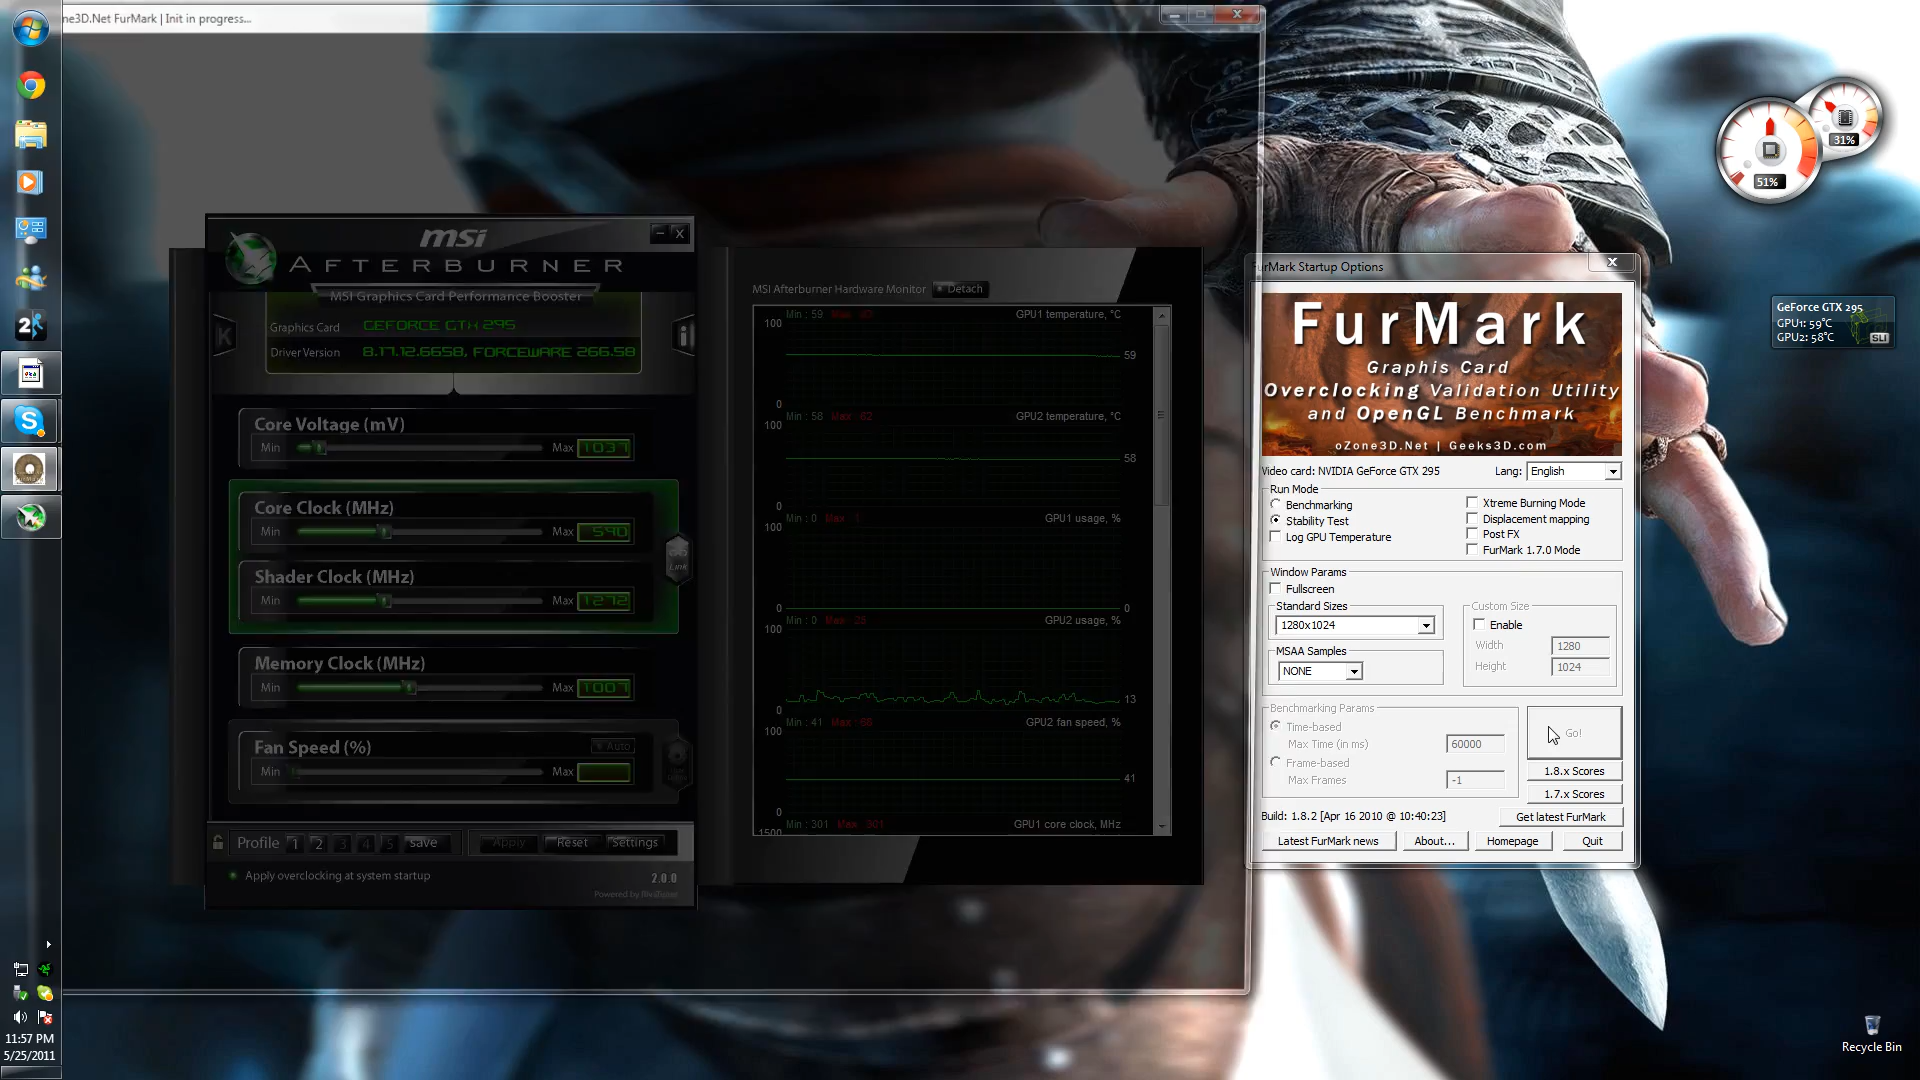 ne3D.Net FurMark | Init in progress...
msi
AFTERBURNER
MSI Graphics Card Performance Booster
Graphics Card GEFORCE GTX 295
Driver Version 8.17.12.6658, FORCEWARE 266.58
K
i
Core Voltage (mV)
Min Max 1037
Core Clock (MHz)
Min Max 590
Shader Clock (MHz)
Min Max 1272
Link
Memory Clock (MHz)
Min Max 1007
Fan Speed (%)
Auto
Min Max
Profile 1 2 3 4 5 save
Apply Reset Settings
Apply overclocking at system startup
2.0.0
Powered by RivaTuner
MSI Afterburner Hardware Monitor Detach
Min : 59 GPU1 temperature, °C
100
59
0
Min : 58 Max : 62 GPU2 temperature, °C
100
58
0
Min : 0 Max : 1 GPU1 usage, %
100
0
0
Min : 0 GPU2 usage, %
100
13
0
Min : 41 GPU2 fan speed, %
100
41
0
Min : 301 Max : 301 GPU1 core clock, MHz
1500
FurMark Startup Options
FurMark
Graphis Card
Overclocking Validation Utility
and OpenGL Benchmark
oZone3D.Net | Geeks3D.com
Video card: NVIDIA GeForce GTX 295
Lang: English
Run Mode
Benchmarking
Stability Test
Log GPU Temperature
Xtreme Burning Mode
Displacement mapping
Post FX
FurMark 1.7.0 Mode
Window Params
Fullscreen
Standard Sizes
1280x1024
MSAA Samples
NONE
Custom Size
Enable
Width 1280
Height 1024
Benchmarking Params
Time-based
Max Time (in ms) 60000
Frame-based
Max Frames -1
Go!
1.8.x Scores
1.7.x Scores
Build: 1.8.2 [Apr 16 2010 @ 10:40:23]
Get latest FurMark
Latest FurMark news About... Homepage Quit
51%
31%
GeForce GTX 295
GPU1: 59°C
GPU2: 58°C
SLI
11:57 PM
5/25/2011
Recycle Bin